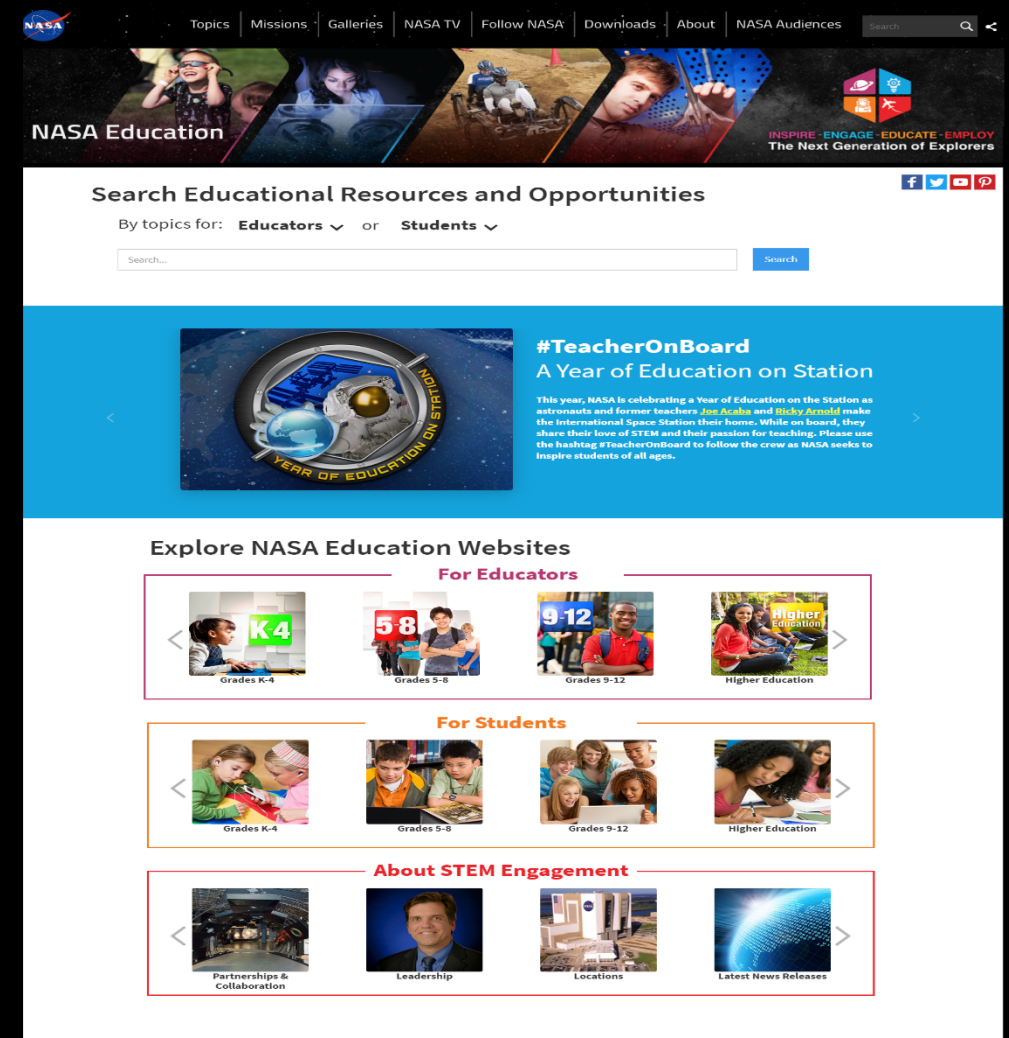 NASA
Topics
Missions
Galleries
NASA TV
Follow NASA
Downloads
About
NASA Audiences
Search
NASA Education
INSPIRE - ENGAGE - EDUCATE - EMPLOY
The Next Generation of Explorers
Search Educational Resources and Opportunities
By topics for: Educators or Students
Search...
Search
YEAR OF EDUCATION ON STATION
#TeacherOnBoard
A Year of Education on Station
This year, NASA is celebrating a Year of Education on the Station as
astronauts and former teachers Joe Acaba and Ricky Arnold make
the International Space Station their home. While on board, they
share their love of STEM and their passion for teaching. Please use
the hashtag #TeacherOnBoard to follow the crew as NASA seeks to
inspire students of all ages.
Explore NASA Education Websites
For Educators
K-4
5-8
9-12
Higher
Education
Grades K-4
Grades 5-8
Grades 9-12
Higher Education
For Students
Grades K-4
Grades 5-8
Grades 9-12
Higher Education
About STEM Engagement
Partnerships &
Collaboration
Leadership
Locations
Latest News Releases